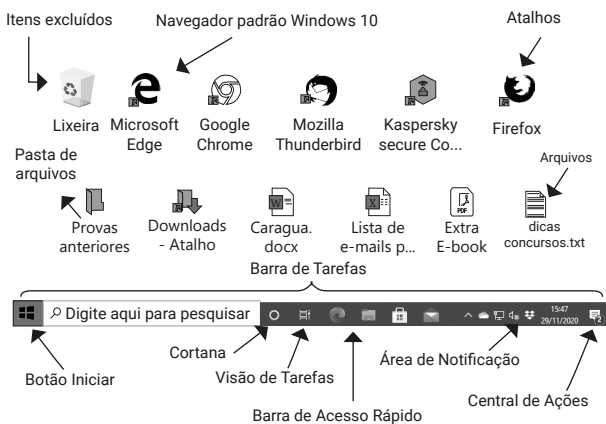 Itens excluídos
Navegador padrão Windows 10
Atalhos
Lixeira
Microsoft
Edge
Google
Chrome
Mozilla
Thunderbird
Kaspersky
secure Co...
Firefox
Pasta de
arquivos
Arquivos
Provas
anteriores
Downloads
- Atalho
Caragua.
docx
Lista de
e-mails p...
PDF
Extra
E-book
dicas
concursos.txt
Barra de Tarefas
Digite aqui para pesquisar
15:47
29/11/2020
2
Cortana
Área de Notificação
Botão Iniciar
Visão de Tarefas
Central de Ações
Barra de Acesso Rápido